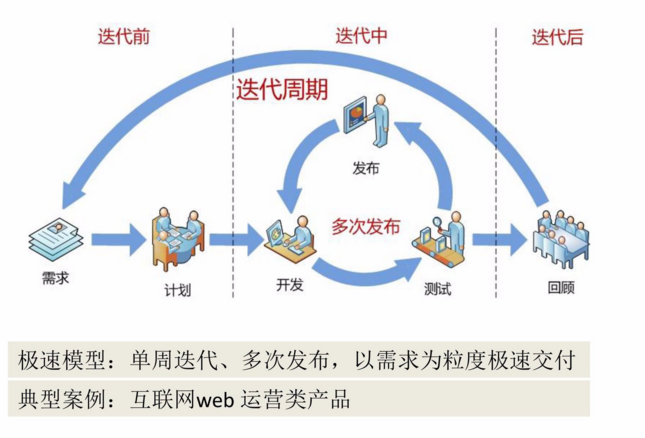 迭代前
迭代中
迭代后
迭代周期
发布
多次发布
需求
计划
开发
测试
回顾
极速模型：单周迭代、多次发布，以需求为粒度极速交付
典型案例：互联网web 运营类产品